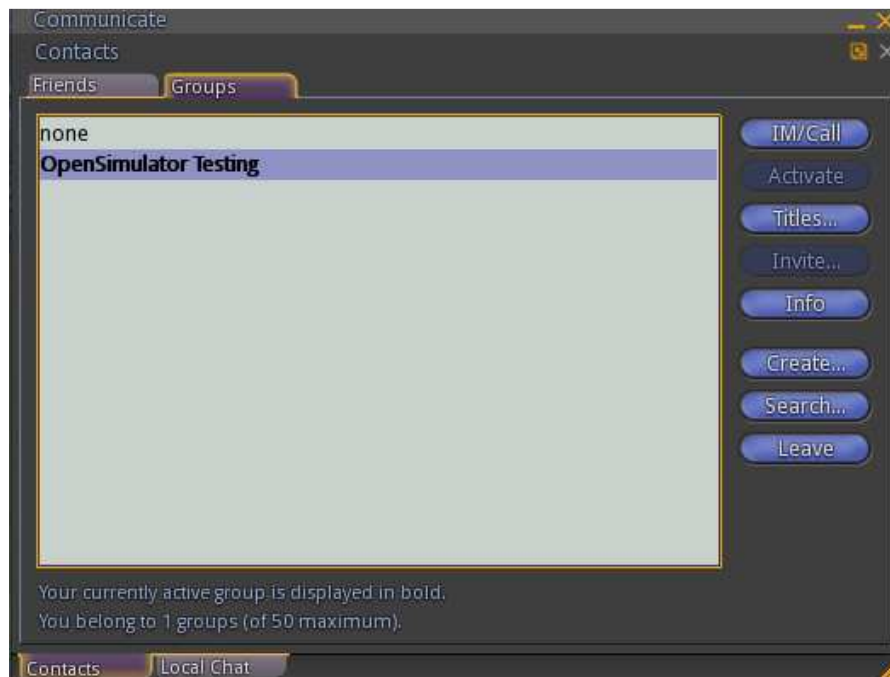 Communicate
Contacts
Friends
Groups
none
OpenSimulator Testing
IM/Call
Activate
Titles...
Invite...
Info
Create...
Search...
Leave
Your currently active group is displayed in bold.
You belong to 1 groups (of 50 maximum).
Contacts
Local Chat